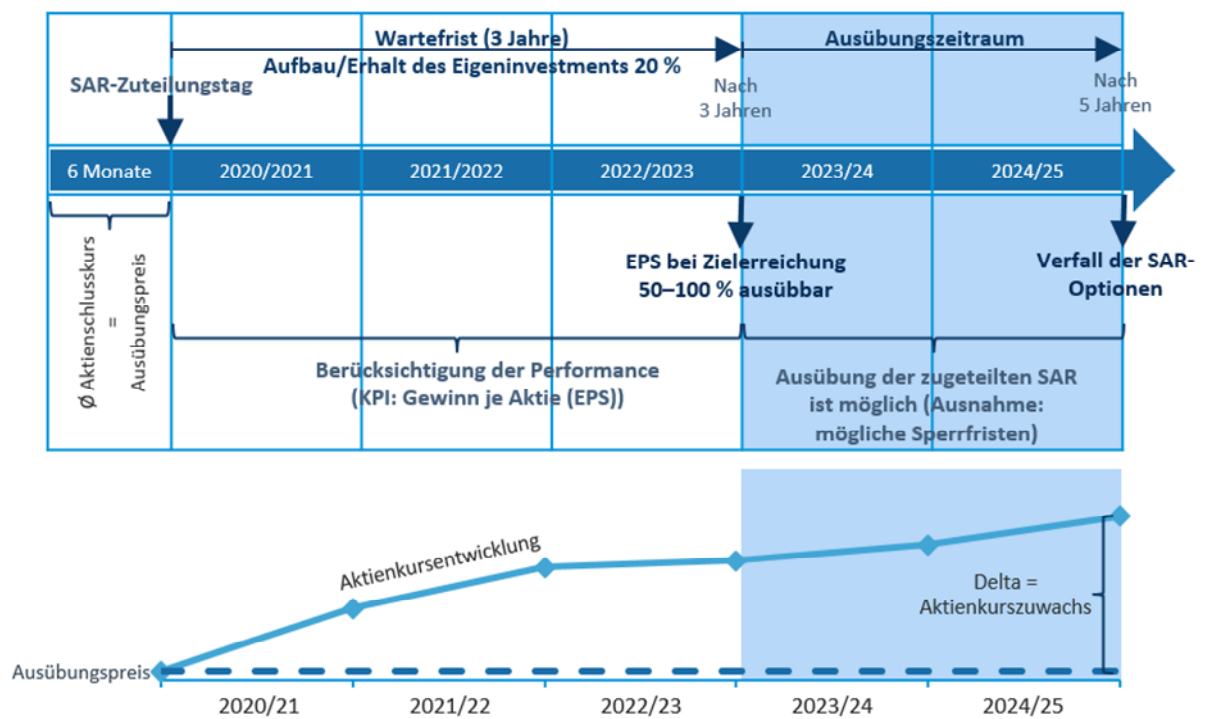 Wartefrist (3 Jahre)
Aufbau/Erhalt des Eigeninvestments 20 %
Ausübungszeitraum
SAR-Zuteilungstag
Nach
3 Jahren
Nach
5 Jahren
6 Monate
2020/2021
2021/2022
2022/2023
2023/24
2024/25
Ø Aktienschlusskurs
=
Ausübungspreis
EPS bei Zielerreichung
50–100 % ausübbar
Verfall der SAR-
Optionen
Berücksichtigung der Performance
(KPI: Gewinn je Aktie (EPS))
Ausübung der zugeteilten SAR
ist möglich (Ausnahme:
mögliche Sperrfristen)
Aktienkursentwicklung
Delta =
Aktienkurszuwachs
Ausübungspreis
2020/21
2021/22
2022/23
2023/24
2024/25